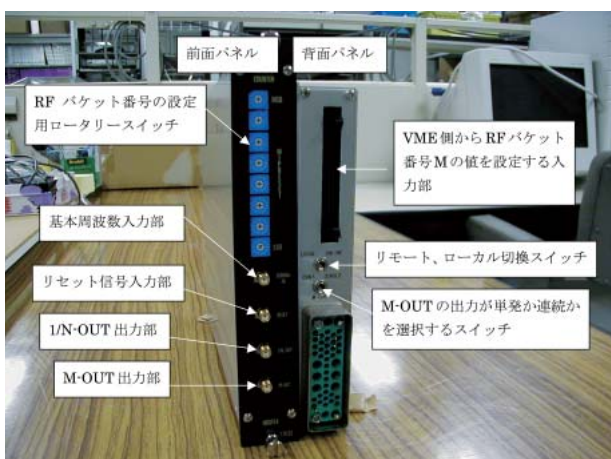 前面パネル
背面パネル
RF バケット番号の設定
用ロータリースイッチ
VME 側から RF バケット
番号 M の値を設定する入
力部
基本周波数入力部
リモート、ローカル切換スイッチ
リセット信号入力部
M-OUT の出力が単発か連続か
を選択するスイッチ
1/N-OUT 出力部
M-OUT 出力部